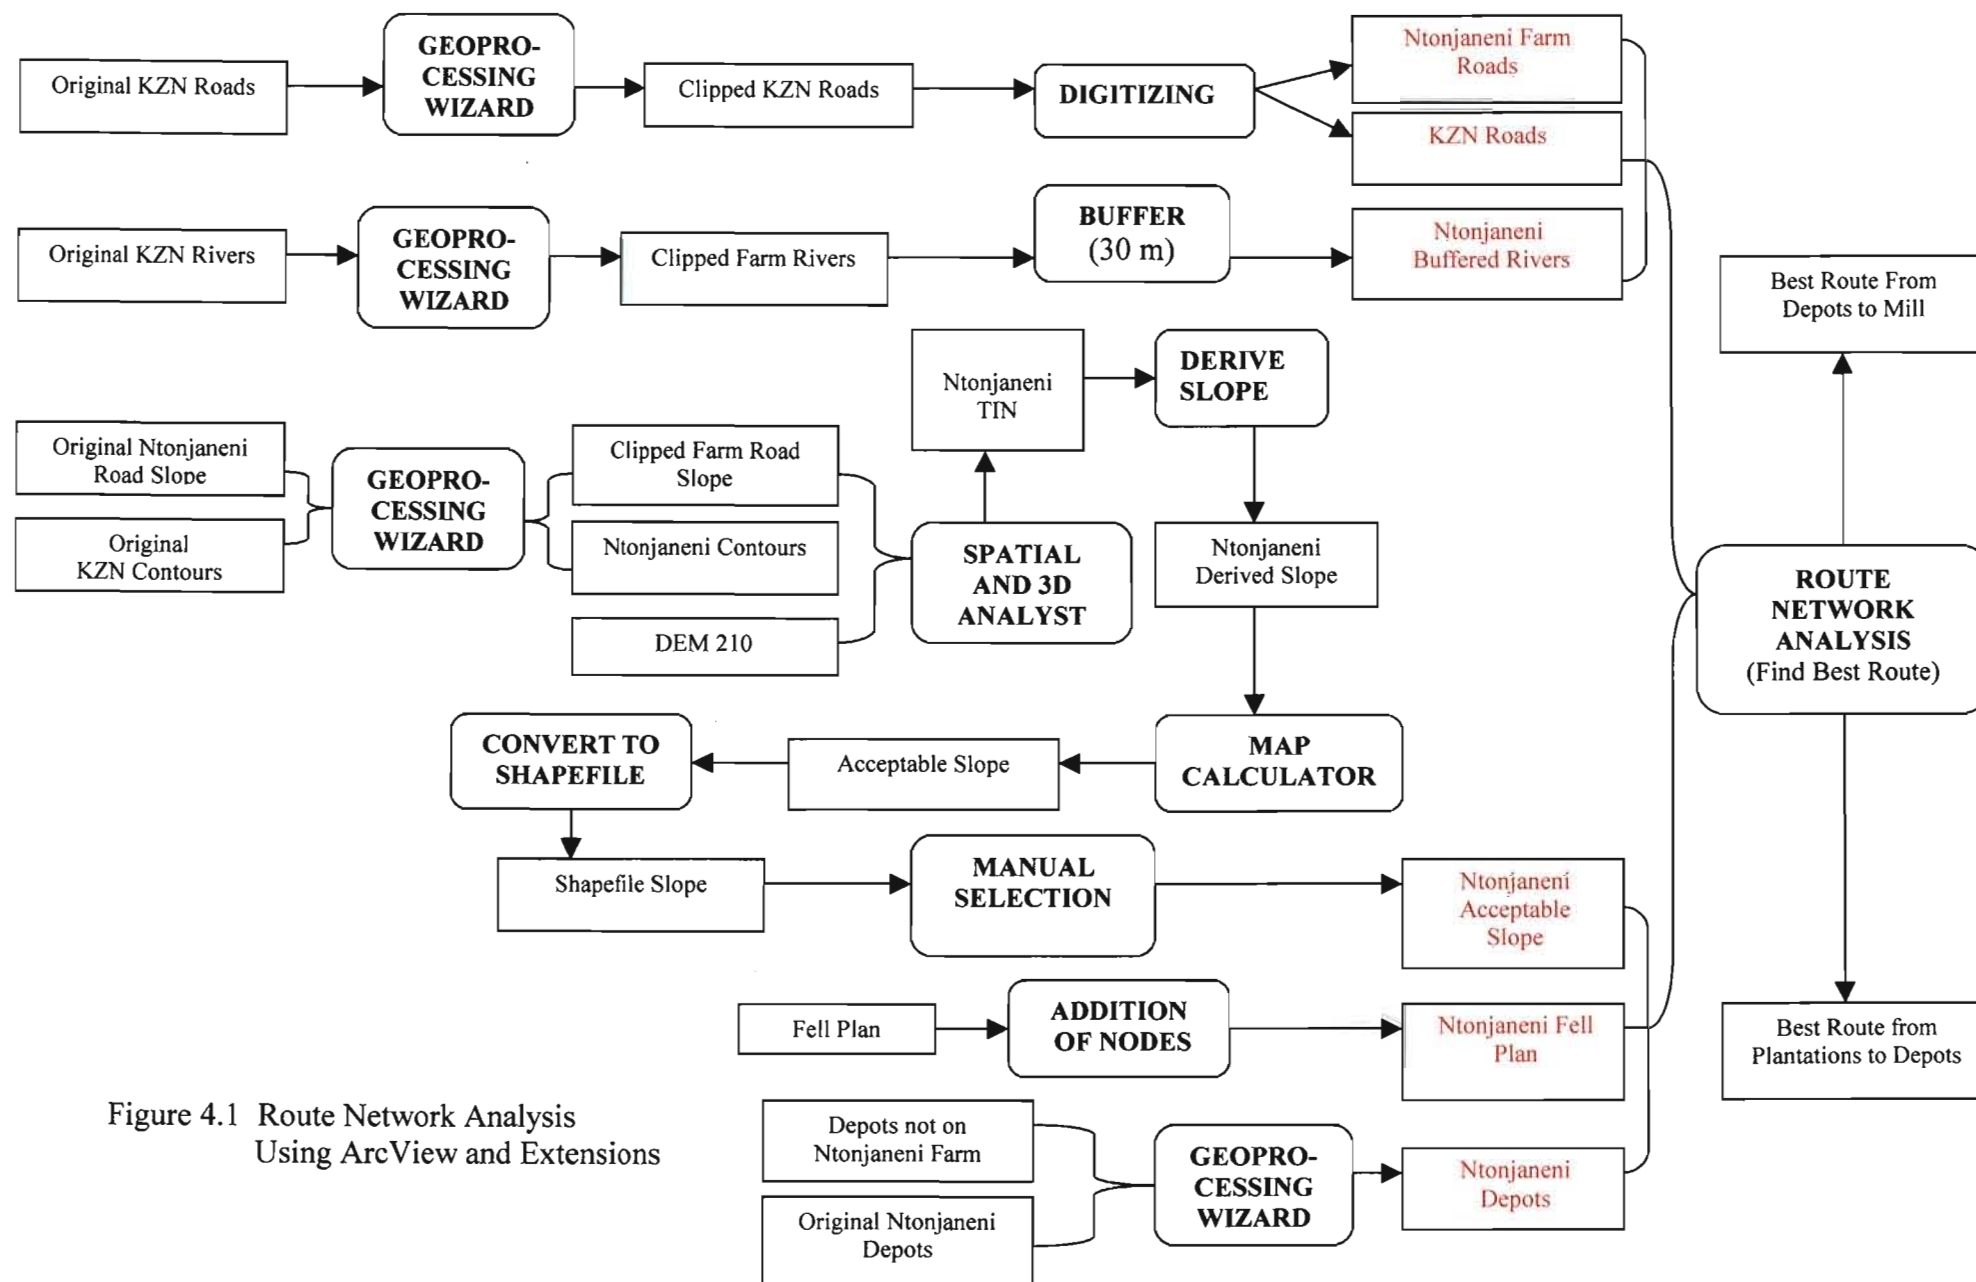 Original KZN Roads
GEOPRO-
CESSING
WIZARD
Clipped KZN Roads
DIGITIZING
Ntonjaneni Farm
Roads
KZN Roads
Original KZN Rivers
GEOPRO-
CESSING
WIZARD
Clipped Farm Rivers
BUFFER
(30 m)
Ntonjaneni
Buffered Rivers
Best Route From
Depots to Mill
Ntonjaneni
TIN
DERIVE
SLOPE
Original Ntonjaneni
Road Slope
Original
KZN Contours
GEOPRO-
CESSING
WIZARD
Clipped Farm Road
Slope
Ntonjaneni Contours
DEM 210
SPATIAL
AND 3D
ANALYST
Ntonjaneni
Derived Slope
ROUTE
NETWORK
ANALYSIS
(Find Best Route)
CONVERT TO
SHAPEFILE
Acceptable Slope
MAP
CALCULATOR
Shapefile Slope
MANUAL
SELECTION
Ntonjaneni
Acceptable
Slope
Fell Plan
ADDITION
OF NODES
Ntonjaneni Fell
Plan
Best Route from
Plantations to Depots
Figure 4.1 Route Network Analysis
Using ArcView and Extensions
Depots not on
Ntonjaneni Farm
Original Ntonjaneni
Depots
GEOPRO-
CESSING
WIZARD
Ntonjaneni
Depots